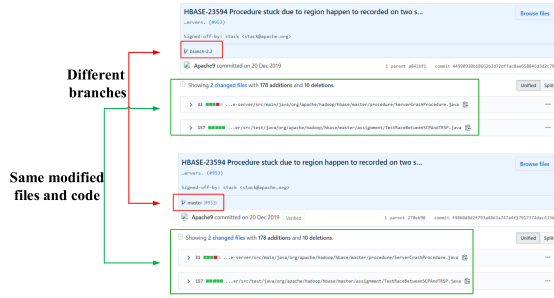 HBASE-23594 Procedure stuck due to region happen to recorded on two s...
Browse files
...ervers. (#953)
Signed-off-by: stack <stack@apache.org>
branch-2.2
Apache9 committed on 20 Dec 2019
1 parent a041bf1 commit
Different
branches
Showing 2 changed files with 178 additions and 10 deletions.
Unified Split
31 ...e-server/src/main/java/org/apache/hadoop/hbase/master/procedure/ServerCrashProcedure.java
157 ...er/src/test/java/org/apache/hadoop/hbase/master/assignment/TestRaceBetweenSCPAndTRSP.java
Same modified
files and code
HBASE-23594 Procedure stuck due to region happen to recorded on two s...
Browse files
...ervers. (#953)
Signed-off-by: stack <stack@apache.org>
master (#953)
Apache9 committed on 20 Dec 2019 Verified
1 parent 270eb98 commit
Showing 2 changed files with 178 additions and 10 deletions.
Unified Split
31 ...e-server/src/main/java/org/apache/hadoop/hbase/master/procedure/ServerCrashProcedure.java
157 ...er/src/test/java/org/apache/hadoop/hbase/master/assignment/TestRaceBetweenSCPAndTRSP.java